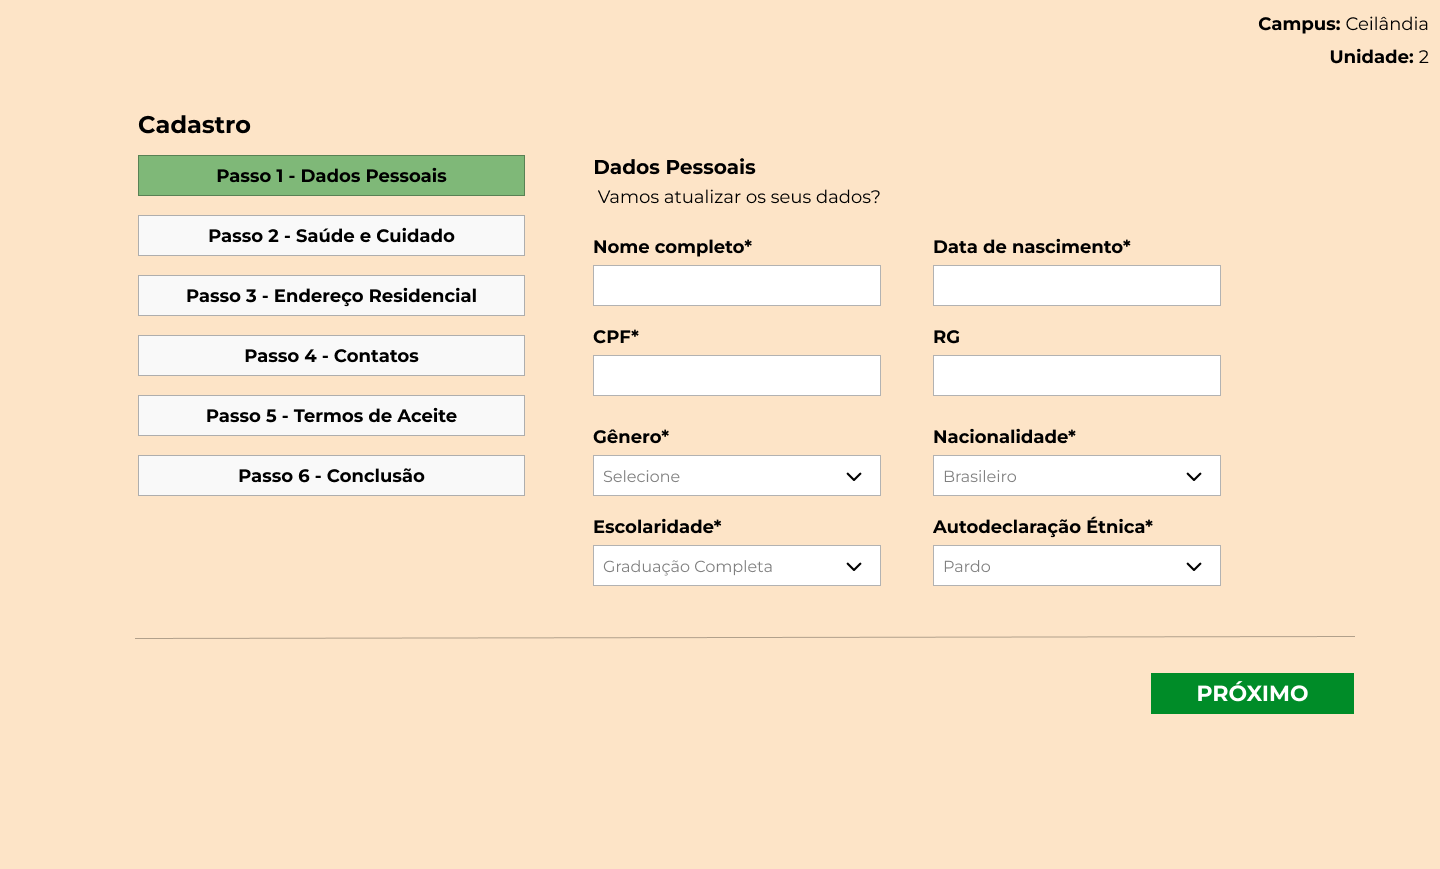 Campus: Ceilândia
Unidade: 2
Cadastro
Passo 1 - Dados Pessoais
Passo 2 - Saúde e Cuidado
Passo 3 - Endereço Residencial
Passo 4 - Contatos
Passo 5 - Termos de Aceite
Passo 6 - Conclusão
Dados Pessoais
Vamos atualizar os seus dados?
Nome completo*
Data de nascimento*
CPF*
RG
Gênero*
Nacionalidade*
Selecione
Brasileiro
Escolaridade*
Autodeclaração Étnica*
Graduação Completa
Pardo
PRÓXIMO